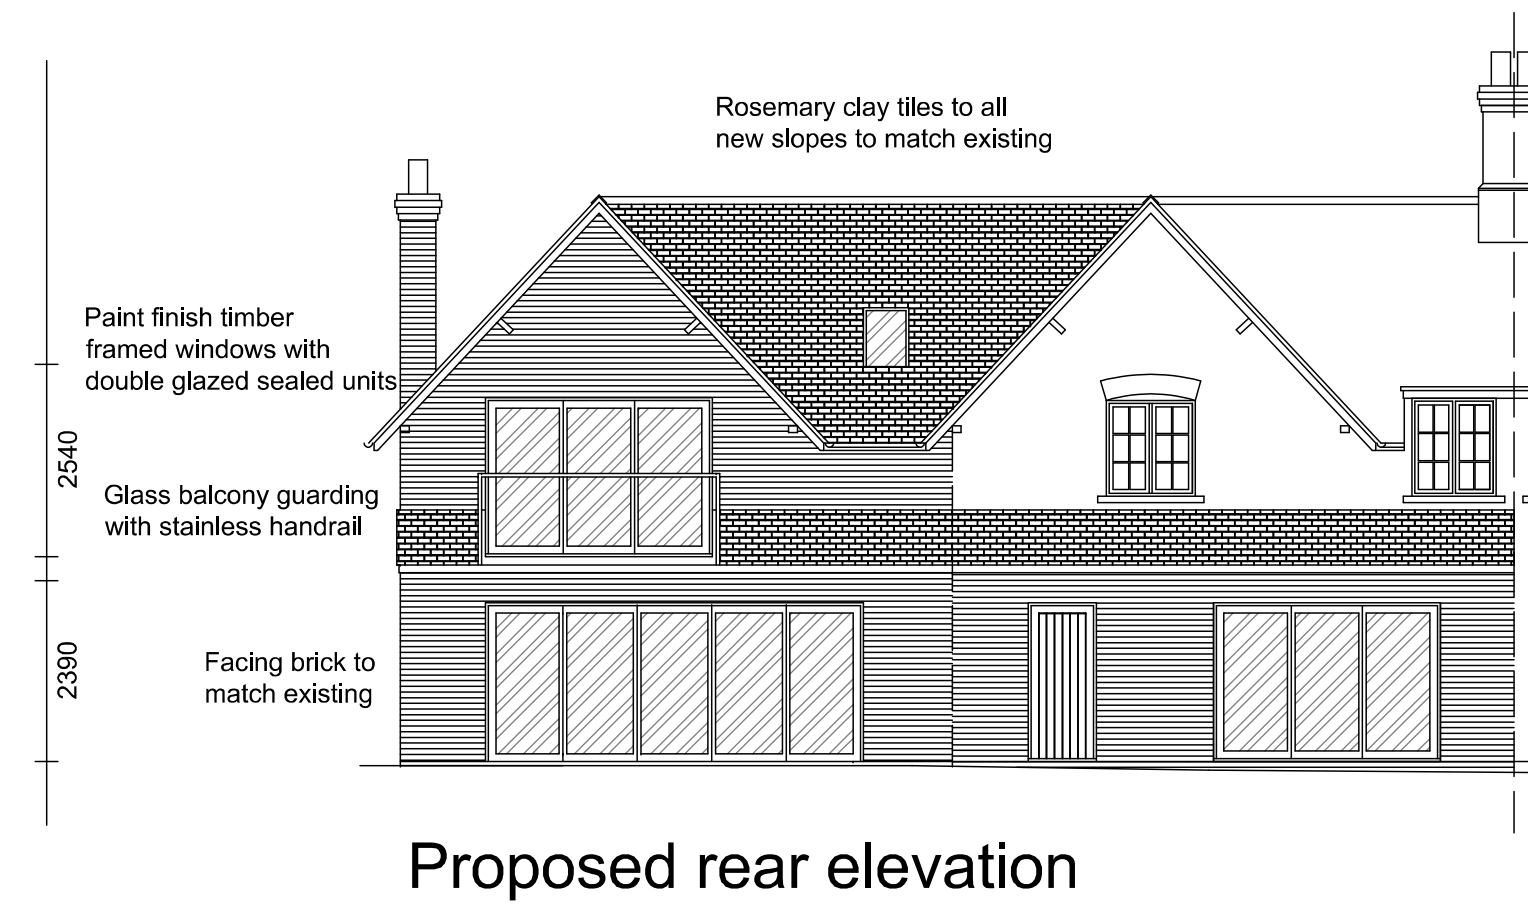 Rosemary clay tiles to all
new slopes to match existing
Paint finish timber
framed windows with
double glazed sealed units
2540
Glass balcony guarding
with stainless handrail
2390
Facing brick to
match existing
Proposed rear elevation